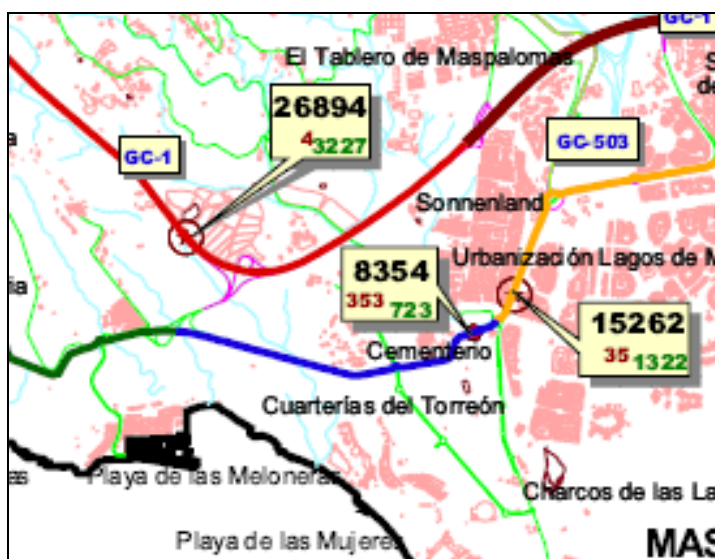 GC-1
El Tablero de Maspalomas
26894
4 3227
GC-1
GC-503
Sonnenland
8354
353 723
Urbanización Lagos de M
15262
35 1322
Cementerio
Cuarterías del Torreón
Playa de las Meloneras
Charcos de las La
Playa de las Mujere
MAS